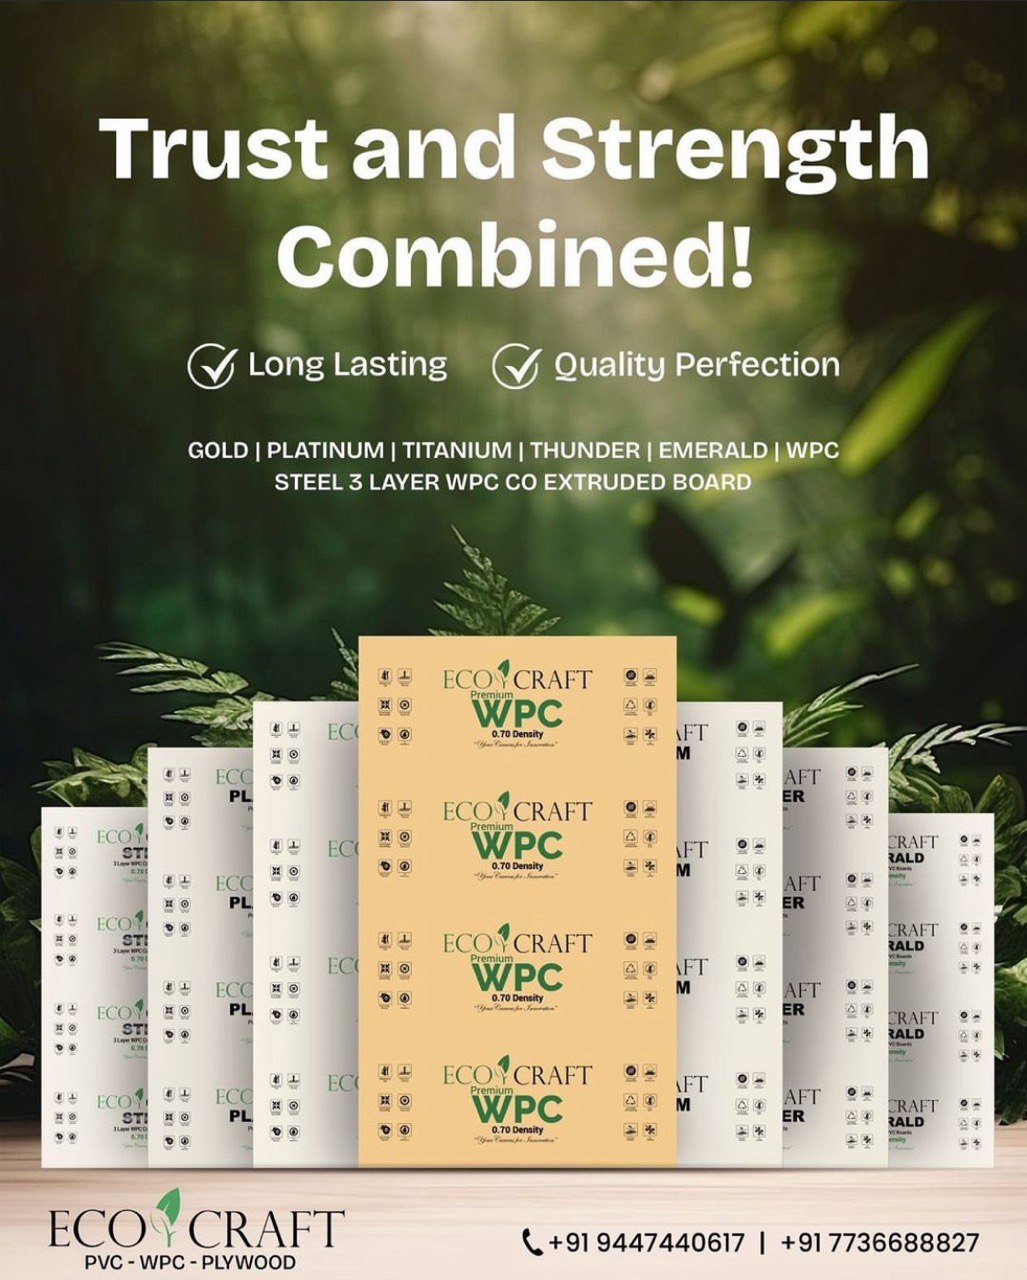 Trust and Strength
Combined!
Long Lasting
Quality Perfection
GOLD | PLATINUM | TITANIUM | THUNDER | EMERALD | WPC
STEEL 3 LAYER WPC CO EXTRUDED BOARD
ECO CRAFT
Premium
WPC
0.70 Density
"Your Canvas for Innovation"
ECO CRAFT
Premium
WPC
0.70 Density
"Your Canvas for Innovation"
ECO CRAFT
Premium
WPC
0.70 Density
"Your Canvas for Innovation"
ECO CRAFT
Premium
WPC
0.70 Density
"Your Canvas for Innovation"
ECO CRAFT
PVC - WPC - PLYWOOD
+91 9447440617 | +91 7736688827